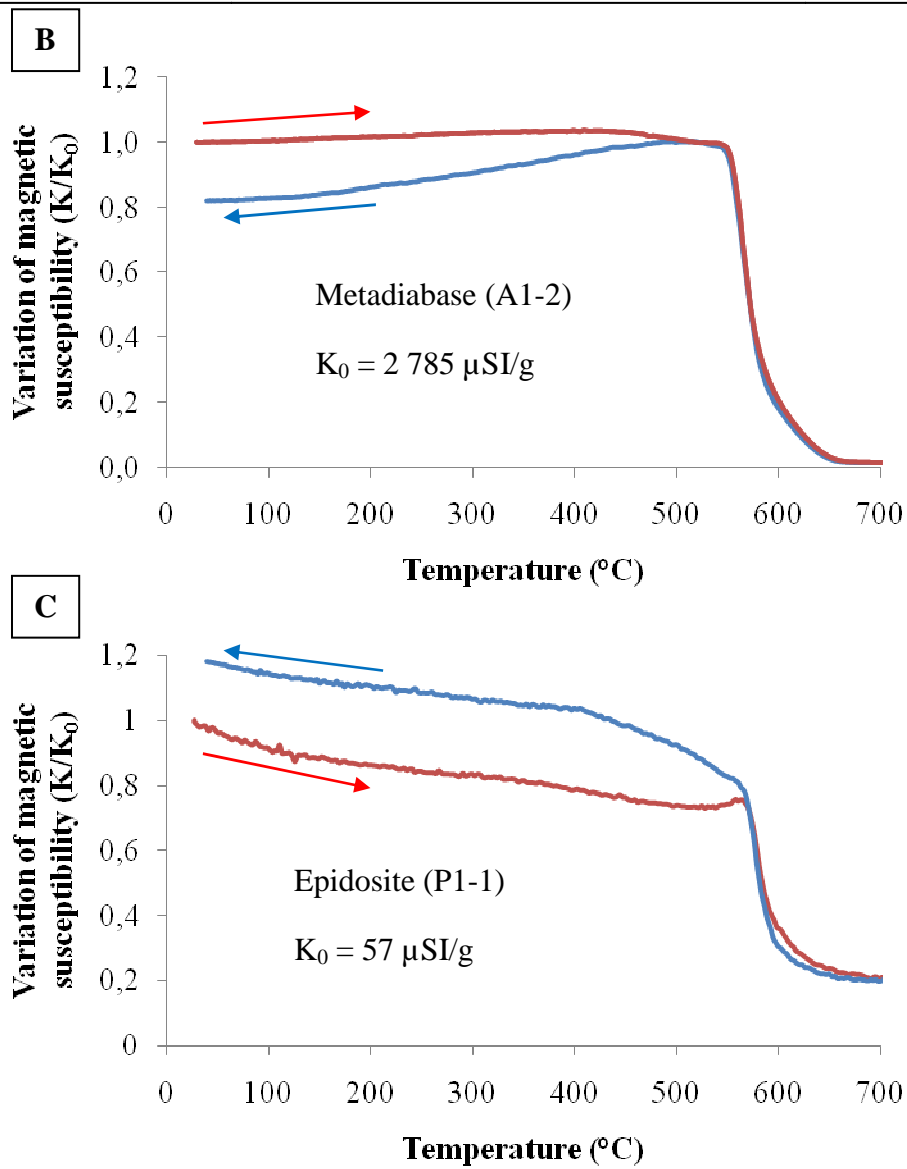 B
Variation of magnetic
susceptibility (K/K₀)
1,2
1,0
0,8
0,6
0,4
0,2
0,0
Metadiabase (A1-2)
K₀ = 2 785 µSI/g
0 100 200 300 400 500 600 700
Temperature (°C)
C
Variation of magnetic
susceptibility (K/K₀)
1,2
1
0,8
0,6
0,4
0,2
0
Epidosite (P1-1)
K₀ = 57 µSI/g
0 100 200 300 400 500 600 700
Temperature (°C)